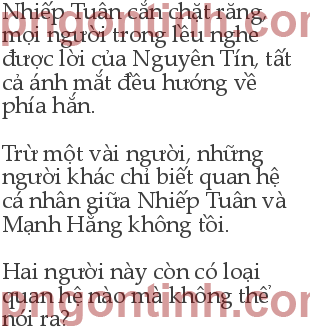 Nhiếp Tuân cắn chặt răng,
mọi người trong lều nghe
được lời của Nguyên Tín, tất
cả ánh mắt đều hướng về
phía hắn.
Trừ một vài người, những
người khác chỉ biết quan hệ
cá nhân giữa Nhiếp Tuân và
Mạnh Hằng không tồi.
Hai người này còn có loại
quan hệ nào mà không thể
nói ra?
pngontinh.com
pngontinh.com